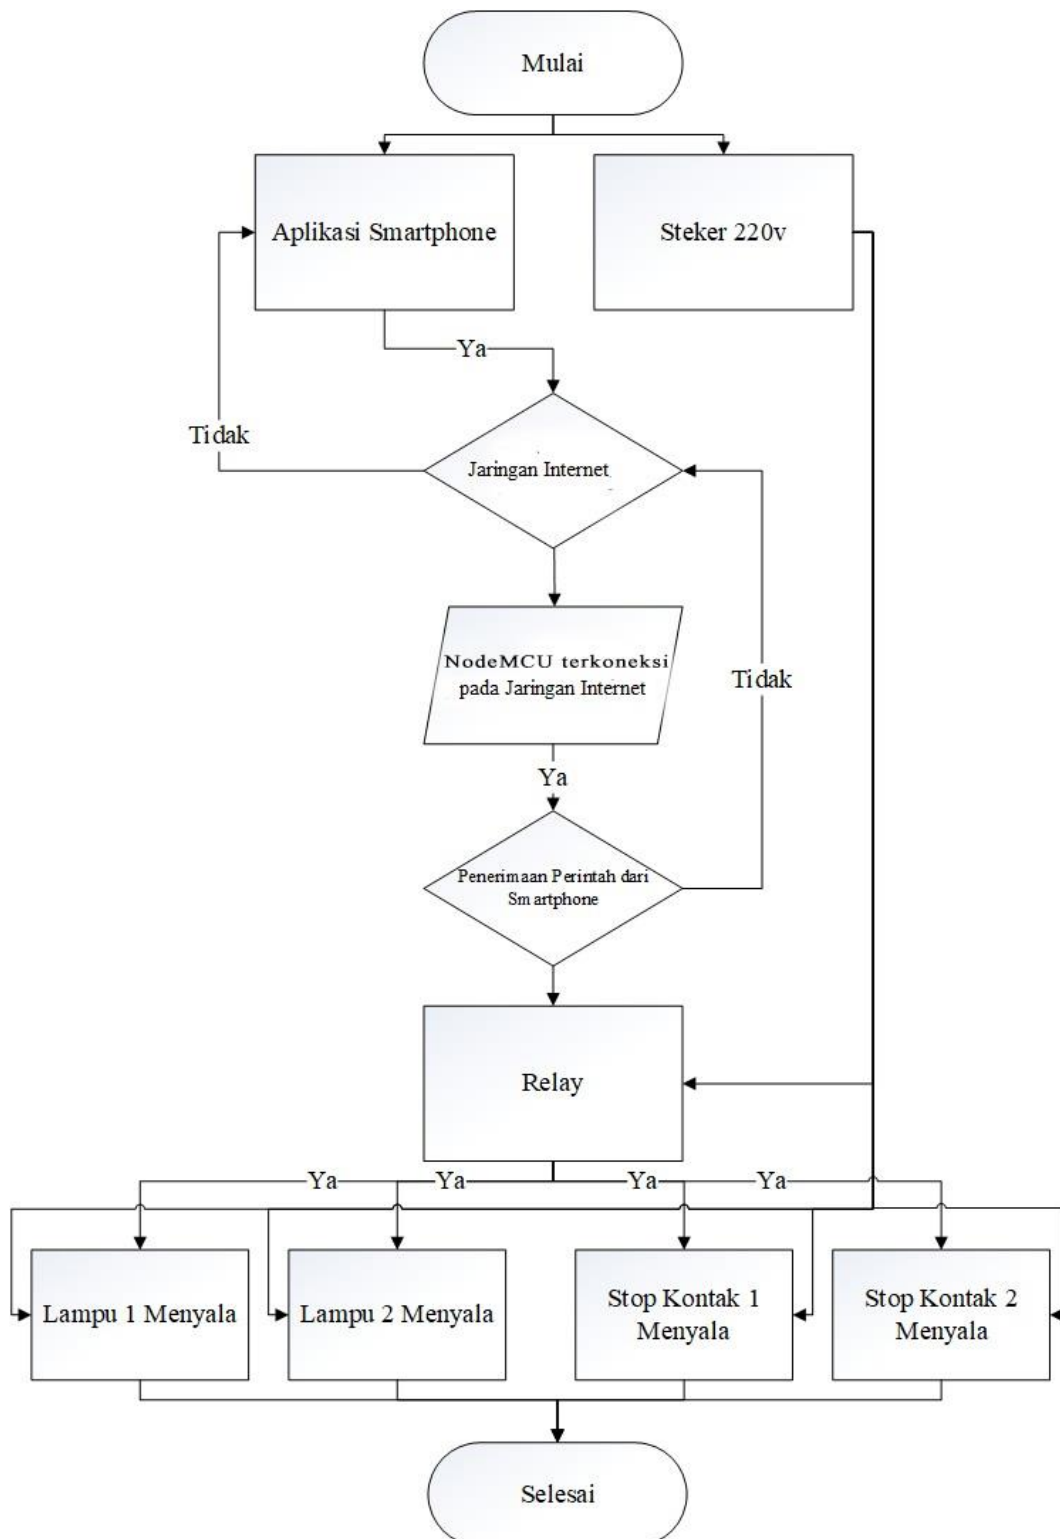 Mulai
Aplikasi Smartphone
Steker 220v
Ya
Tidak
Jaringan Internet
NodeMCU terkoneksi
pada Jaringan Internet
Tidak
Ya
Penerimaan Perintah dari
Smartphone
Relay
Ya
Ya
Ya
Ya
Lampu 1 Menyala
Lampu 2 Menyala
Stop Kontak 1
Menyala
Stop Kontak 2
Menyala
Selesai